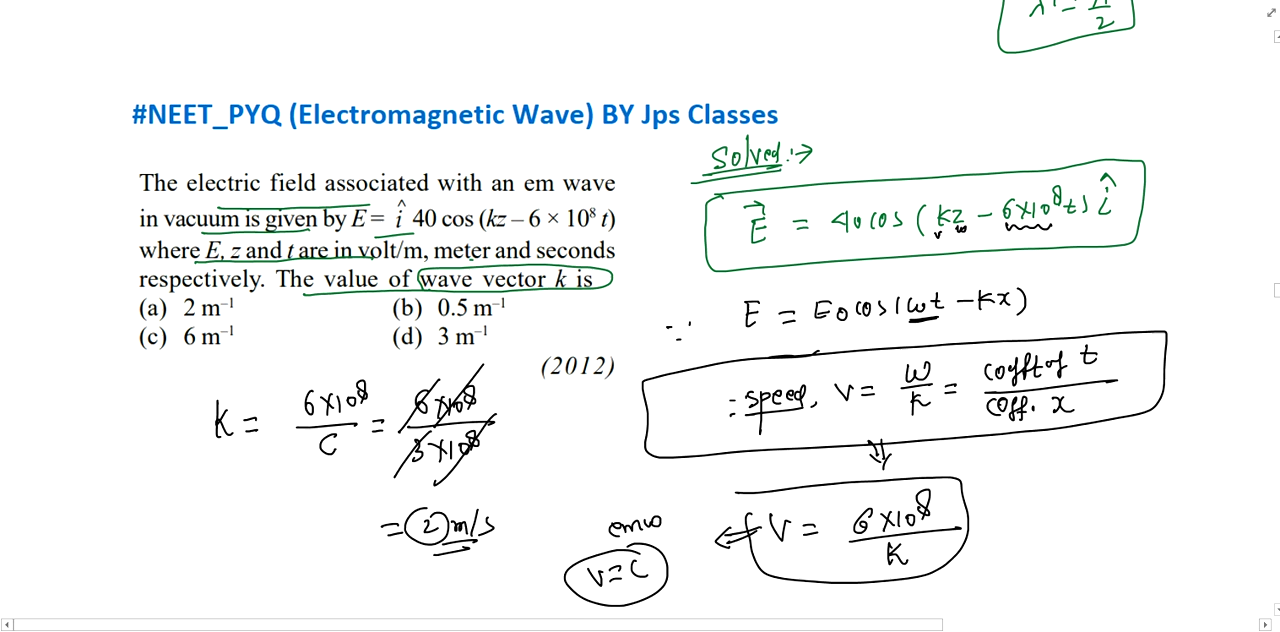 λ' = λ/2
#NEET_PYQ (Electromagnetic Wave) BY Jps Classes
Solved :→
The electric field associated with an em wave
in vacuum is given by E = î 40 cos (kz – 6 × 10⁸ t)
where E, z and t are in volt/m, meter and seconds
respectively. The value of wave vector k is
(a) 2 m⁻¹ (b) 0.5 m⁻¹
(c) 6 m⁻¹ (d) 3 m⁻¹
(2012)
E⃗ = 40 cos (kz - 6×10⁸t) î
∵ E = E0 cos(ωt - kx)
: speed, v = ω/k = coefft of t / coff. x
K = 6×10⁸/C = 6×10⁸/3×10⁸
= 2 m/s
emw
v = c
⇐ V = 6×10⁸/K